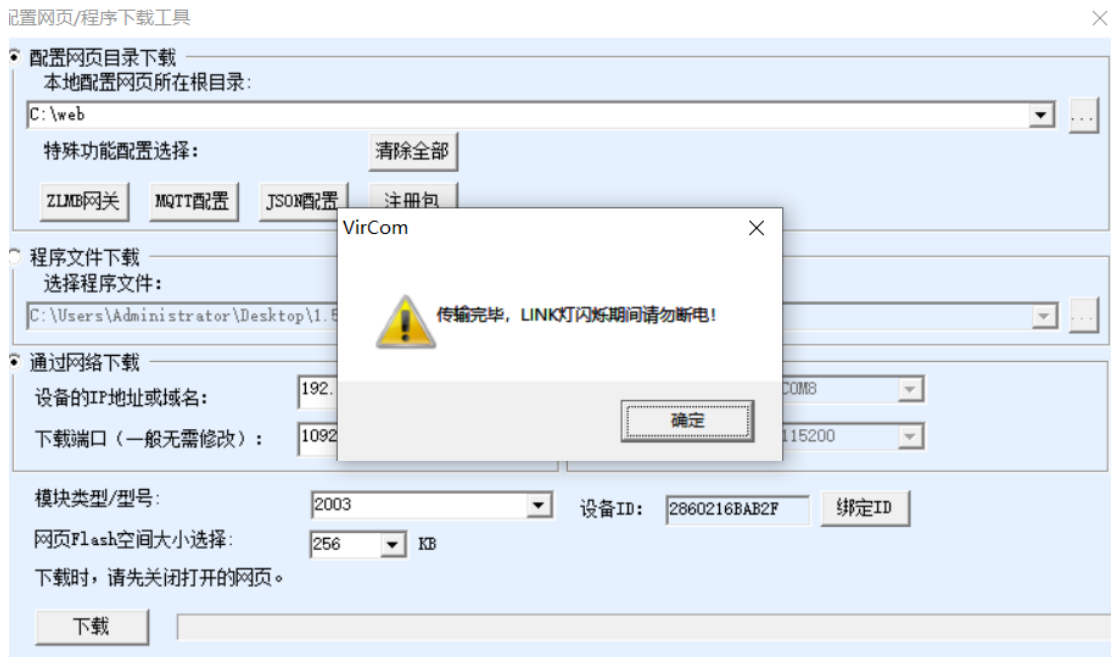 配置网页/程序下载工具
配置网页目录下载
本地配置网页所在根目录:
C:\web
...
特殊功能配置选择:
清除全部
ZLMB网关 MQTT配置 JSON配置 注册包
VirCom
程序文件下载
选择程序文件:
C:\Users\Administrator\Desktop\1.5
...
传输完毕，LINK灯闪烁期间请勿断电!
通过网络下载
设备的IP地址或域名:
192.
COM8
确定
下载端口（一般无需修改）:
1092
115200
模块类型/型号:
2003
设备ID:
2860216BAB2F
绑定ID
网页Flash空间大小选择:
256
KB
下载时，请先关闭打开的网页。
下载